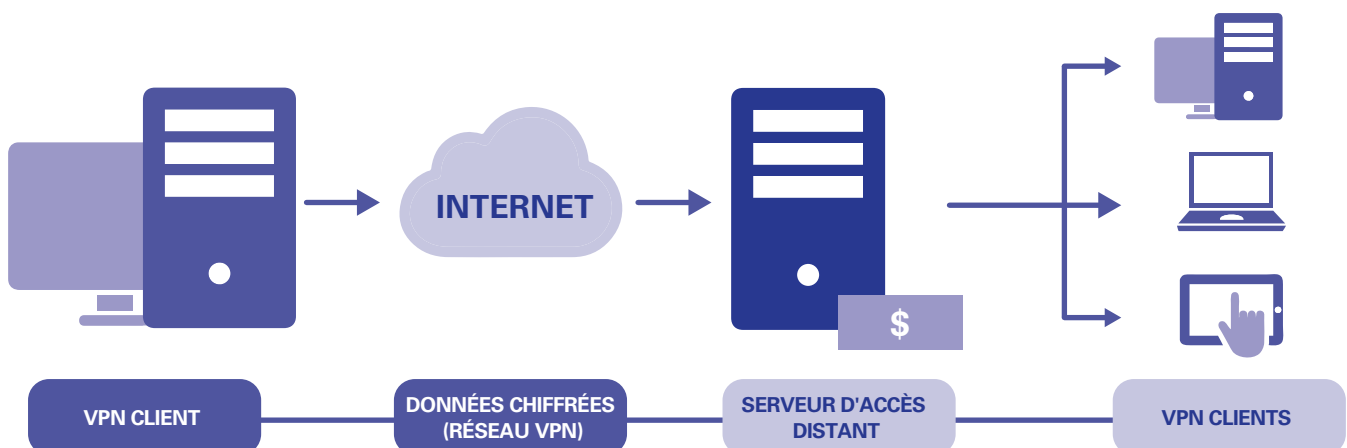 INTERNET
$
VPN CLIENT
DONNÉES CHIFFRÉES
(RÉSEAU VPN)
SERVEUR D'ACCÈS
DISTANT
VPN CLIENTS